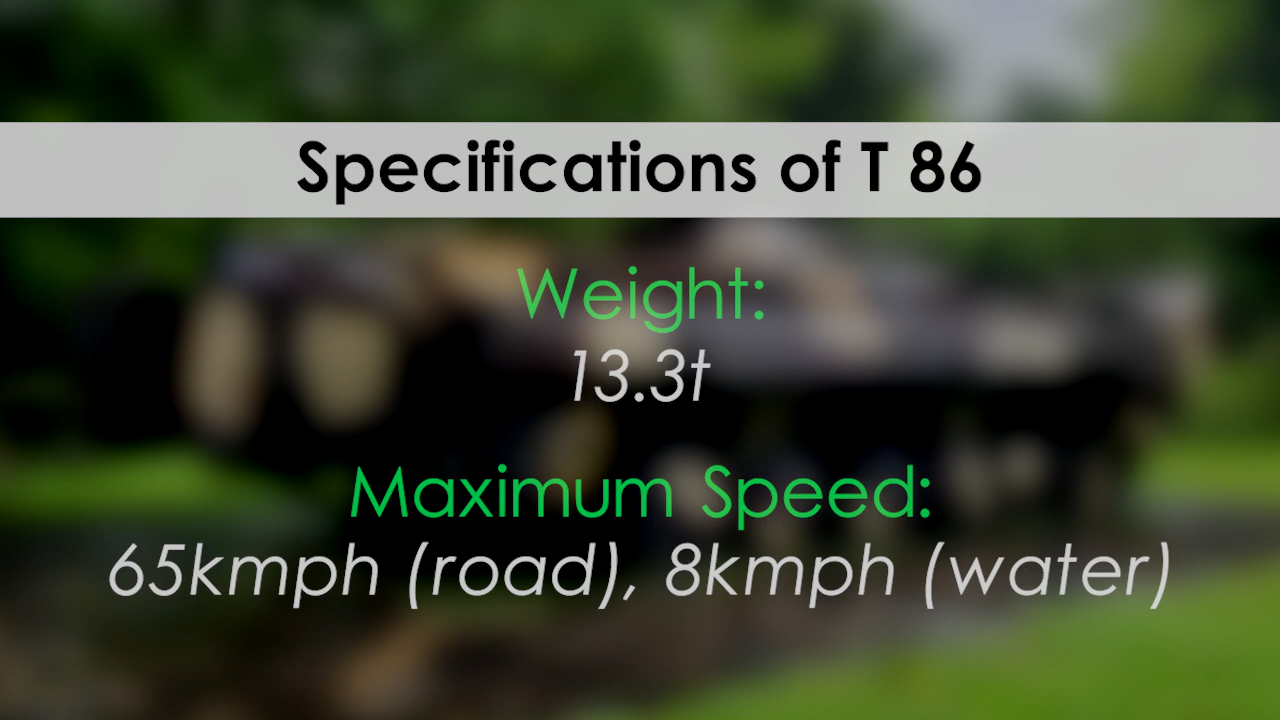 Specifications of T 86
Weight:
13.3t
Maximum Speed:
65kmph (road), 8kmph (water)